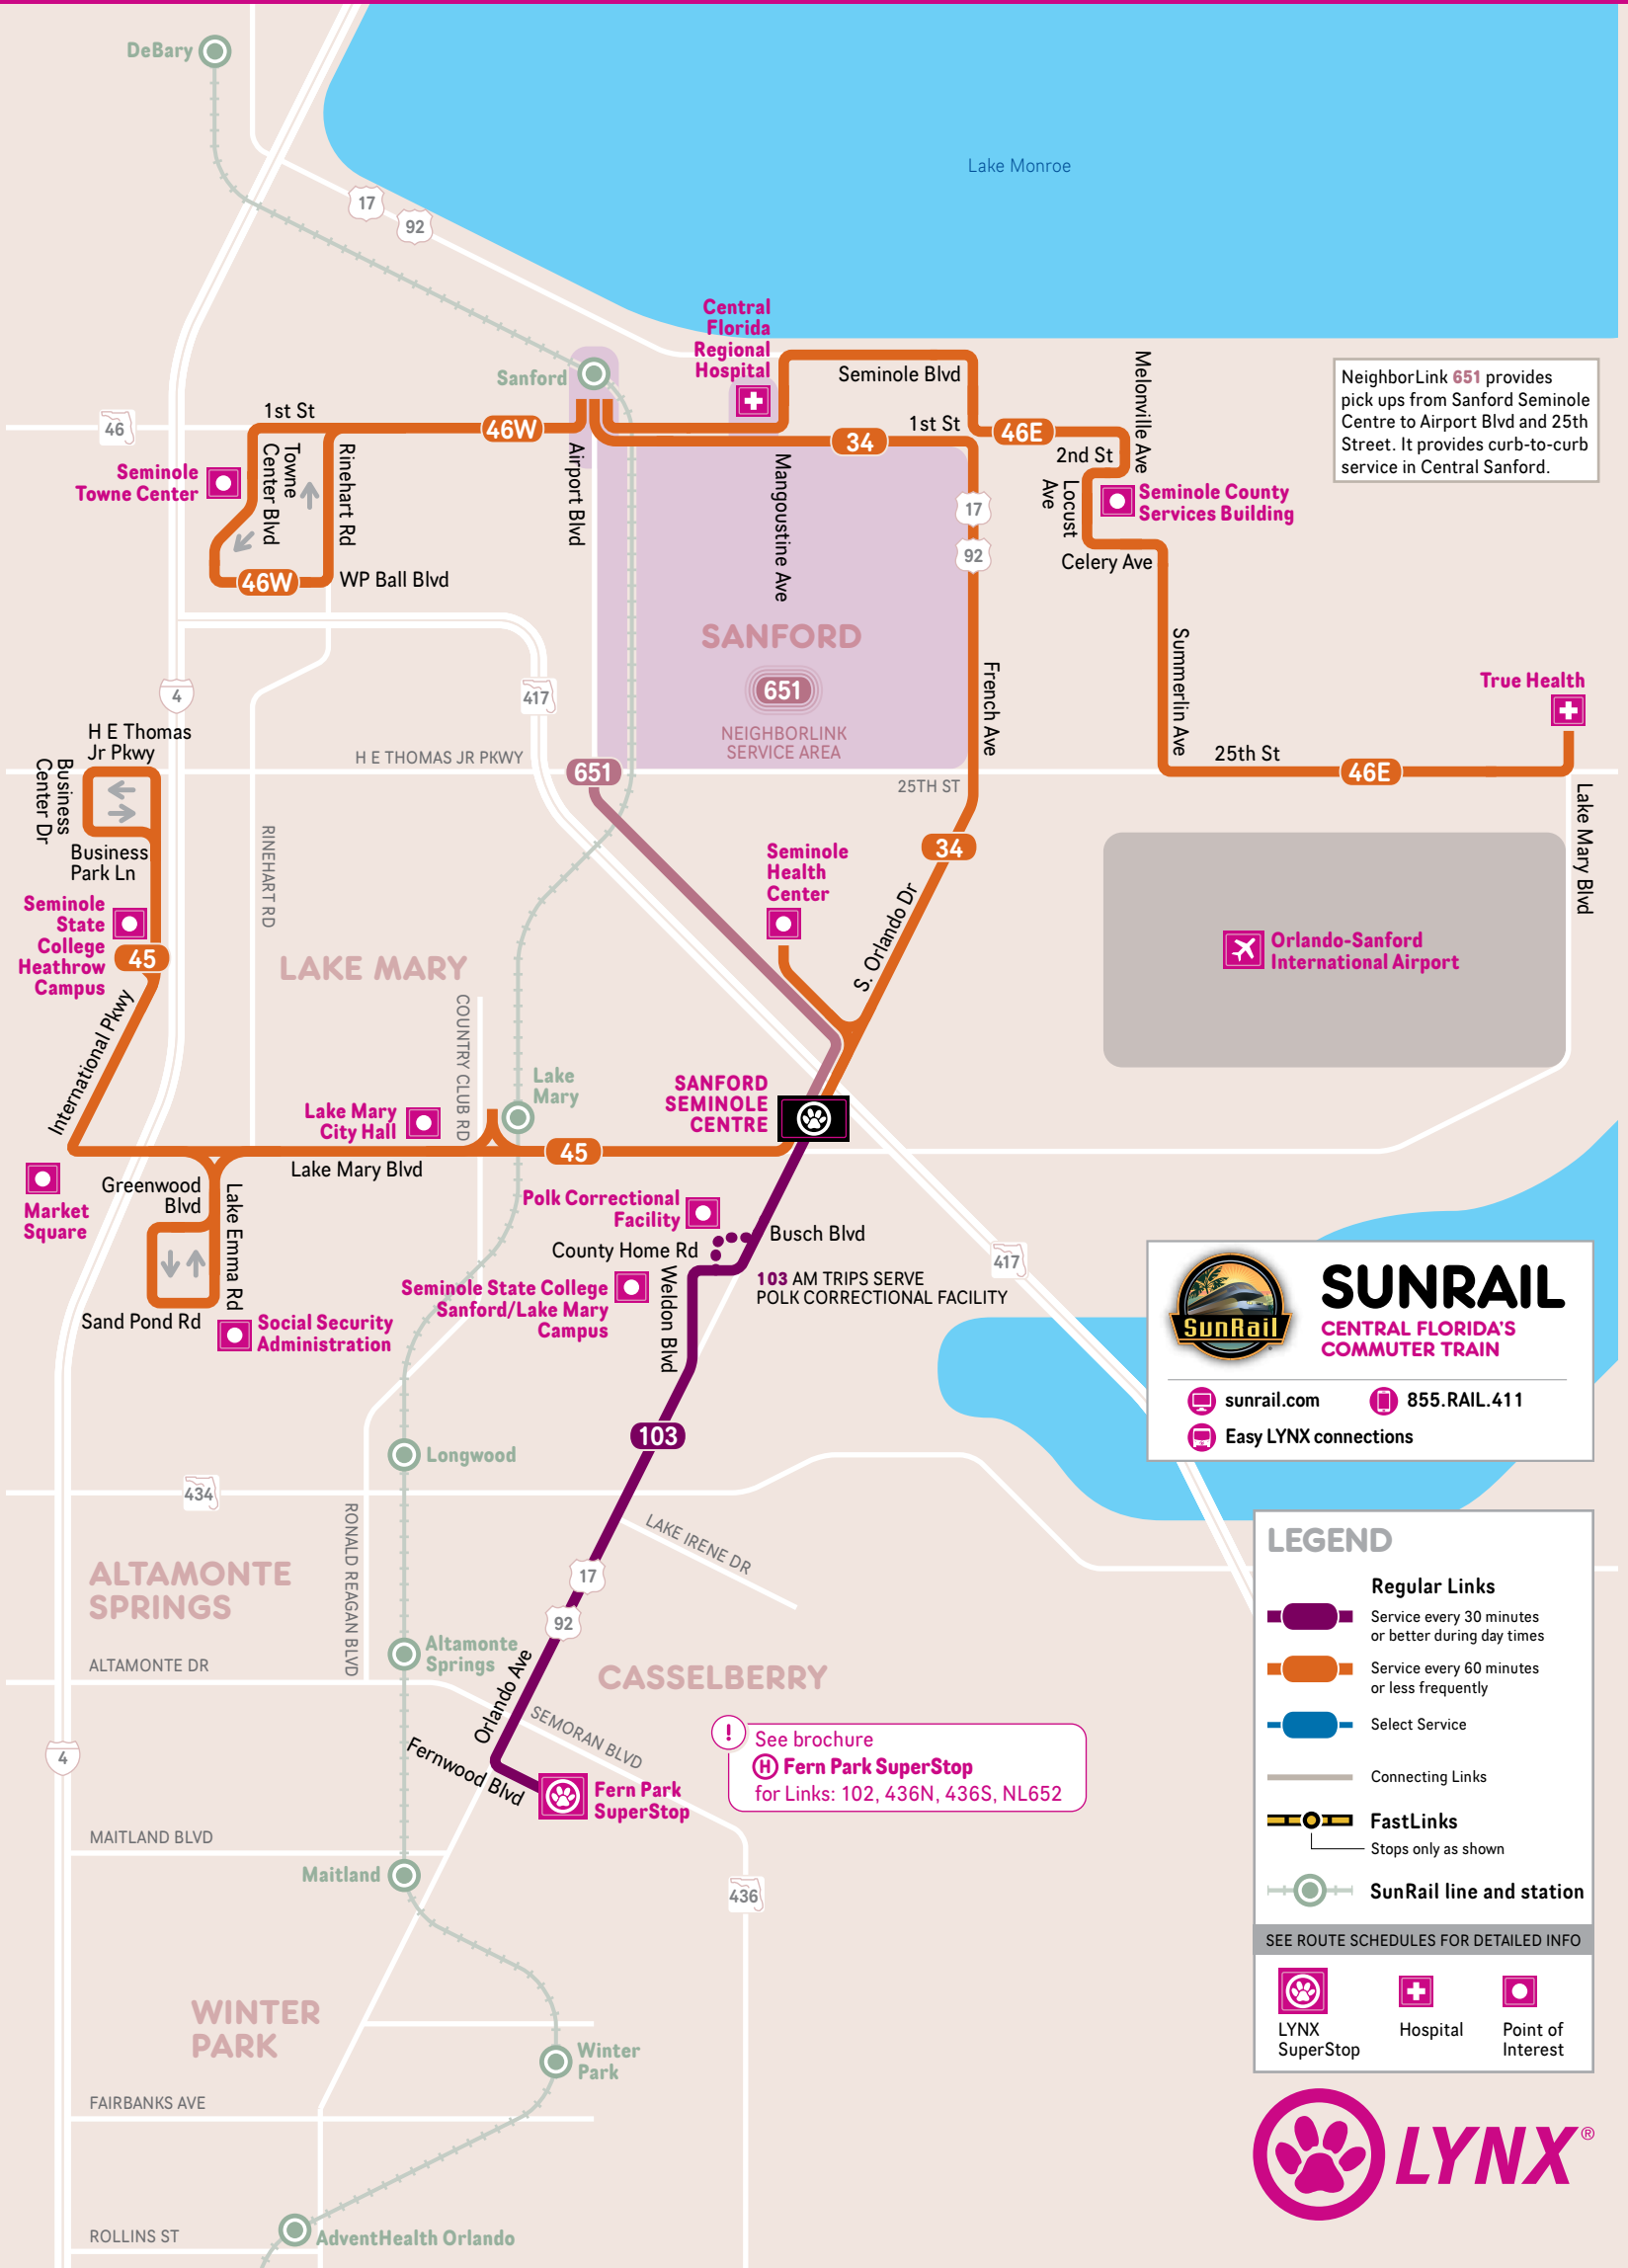 DeBary
Lake Monroe
17
92
Central
Florida
Regional
Hospital
Sanford
Seminole Blvd
Melonville Ave
NeighborLink 651 provides
pick ups from Sanford Seminole
Centre to Airport Blvd and 25th
Street. It provides curb-to-curb
service in Central Sanford.
46
1st St
46W
1st St
34
46E
2nd St
Seminole
Towne Center
Towne
Center Blvd
Rinehart Rd
Airport Blvd
Mangoustine Ave
17
92
Locust
Ave
Seminole County
Services Building
Celery Ave
46W
WP Ball Blvd
SANFORD
651
NEIGHBORLINK
SERVICE AREA
French Ave
Summerlin Ave
True Health
4
417
H E Thomas
Jr Pkwy
H E THOMAS JR PKWY
651
25TH ST
25th St
46E
Lake Mary Blvd
Business
Center Dr
Business
Park Ln
RINEHART RD
34
Seminole
Health
Center
S. Orlando Dr
Seminole
State
College
Heathrow
Campus
45
LAKE MARY
Orlando-Sanford
International Airport
International Pkwy
COUNTRY CLUB RD
Lake
Mary
SANFORD
SEMINOLE
CENTRE
Lake Mary
City Hall
45
Lake Mary Blvd
Market
Square
Greenwood
Blvd
Lake Emma Rd
Polk Correctional
Facility
Busch Blvd
County Home Rd
103 AM TRIPS SERVE
POLK CORRECTIONAL FACILITY
417
Seminole State College
Sanford/Lake Mary
Campus
Weldon Blvd
Sand Pond Rd
Social Security
Administration
SunRail
SUNRAIL
CENTRAL FLORIDA'S
COMMUTER TRAIN
sunrail.com
855.RAIL.411
Easy LYNX connections
103
Longwood
434
RONALD REAGAN BLVD
LAKE IRENE DR
17
92
ALTAMONTE
SPRINGS
Altamonte
Springs
ALTAMONTE DR
Orlando Ave
CASSELBERRY
SEMORAN BLVD
4
Fernwood Blvd
Fern Park
SuperStop
!
See brochure
H Fern Park SuperStop
for Links: 102, 436N, 436S, NL652
MAITLAND BLVD
Maitland
436
LEGEND
Regular Links
Service every 30 minutes
or better during day times
Service every 60 minutes
or less frequently
Select Service
Connecting Links
FastLinks
Stops only as shown
SunRail line and station
SEE ROUTE SCHEDULES FOR DETAILED INFO
LYNX
SuperStop
Hospital
Point of
Interest
WINTER
PARK
Winter
Park
FAIRBANKS AVE
ROLLINS ST
AdventHealth Orlando
LYNX®